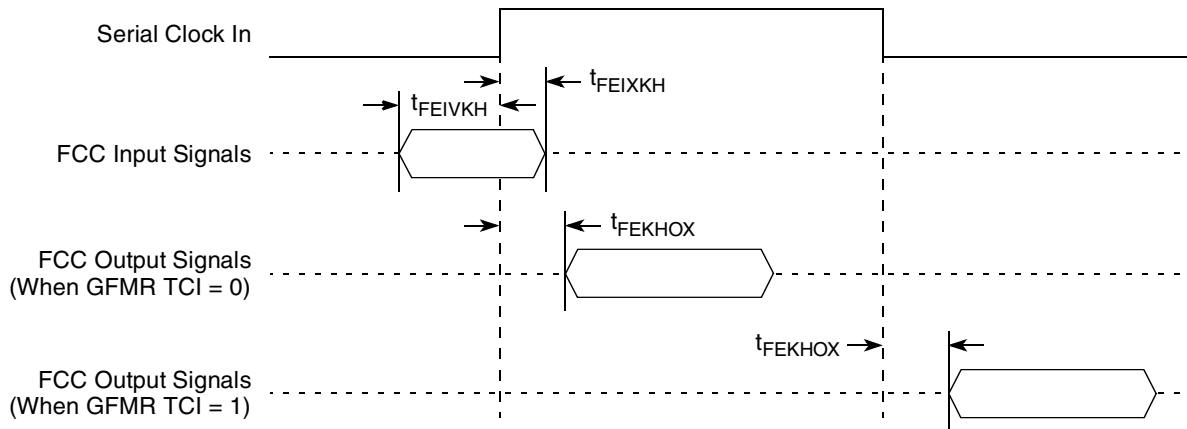 Serial Clock In
tFEIXKH
tFEIVKH
FCC Input Signals
tFEKHOX
FCC Output Signals
(When GFMR TCI = 0)
tFEKHOX
FCC Output Signals
(When GFMR TCI = 1)